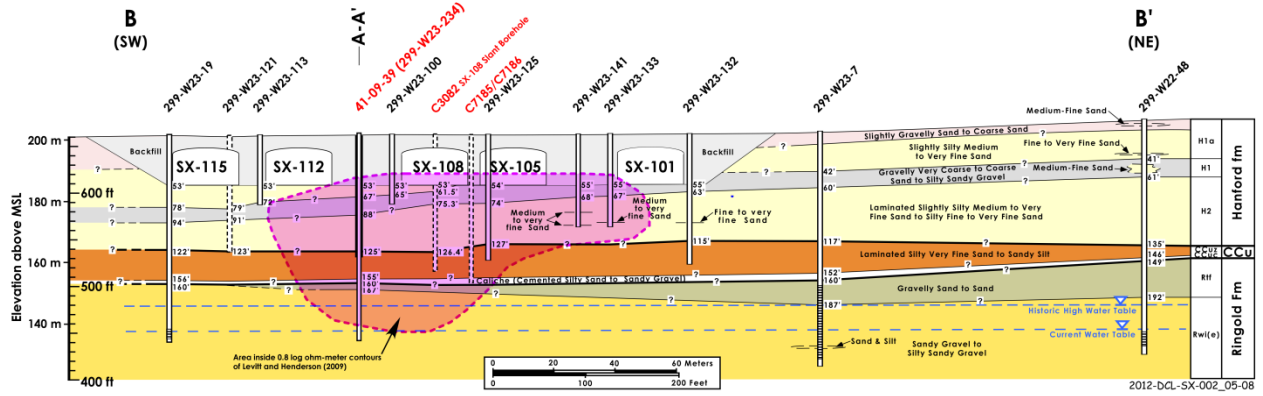 B
(SW)
A-A'
B'
(NE)
299-W23-19
299-W23-121
299-W23-113
41-09-39 (299-W23-234)
299-W23-100
C3082 SX-108 Slant Borehole
C7185/C7186
299-W23-125
299-W23-141
299-W23-133
299-W23-132
299-W23-7
299-W22-48
Elevation above MSL
200 m
600 ft
180 m
160 m
500 ft
140 m
400 ft
Backfill
SX-115
SX-112
SX-108
SX-105
SX-101
Backfill
Medium-Fine Sand
Slightly Gravelly Sand to Coarse Sand
Fine to Very Fine Sand
Slightly Silty Medium
to Very Fine Sand
Medium-Fine Sand
Gravelly Very Coarse Sand
to Silty Sandy Gravel
53'
53'
53'
53'
53'
54'
55'
55'
55'
42'
41'
78'
79'
78'
67'
65'
61.5'
67'
63'
60'
61'
94'
91'
88'
75.3'
74'
68'
Medium
to very
fine Sand
Medium
to very
fine Sand
Fine to very
fine Sand
Laminated Slightly Silty Medium to Very
Fine Sand to Silty Fine to Very Fine Sand
122'
123'
125'
126.4'
127'
115'
117'
135'
Laminated Silty Very Fine Sand to Sandy Silt
156'
160'
155'
160'
167'
Caliche (Cemented Silty Sand to Sandy Gravel)
152'
160'
146'
149'
Gravelly Sand to Sand
187'
192'
Historic High Water Table
Current Water Table
Sand & Silt
Sandy Gravel to
Silty Sandy Gravel
Area inside 0.8 log ohm-meter contours
of Levitt and Henderson (2009)
0
20
40
60 Meters
0
100
200 Feet
H1a
H1
H2
CCuz
CCuc
Rtf
Rwi(e)
Hanford fm
CCu
Ringold Fm
2012-DCL-SX-002_05-08